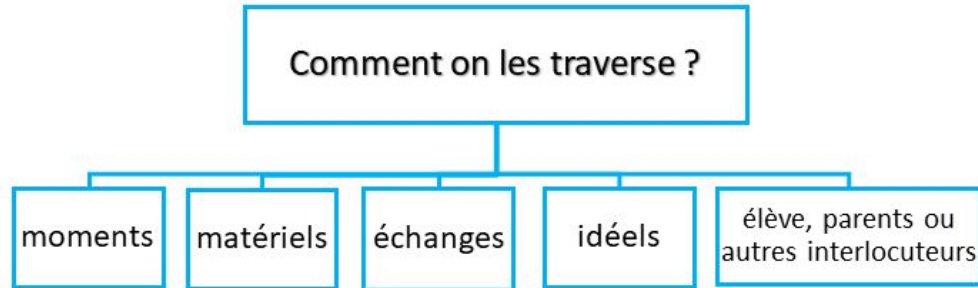 Comment on les traverse ?
moments
matériels
échanges
idéels
élève, parents ou
autres interlocuteurs